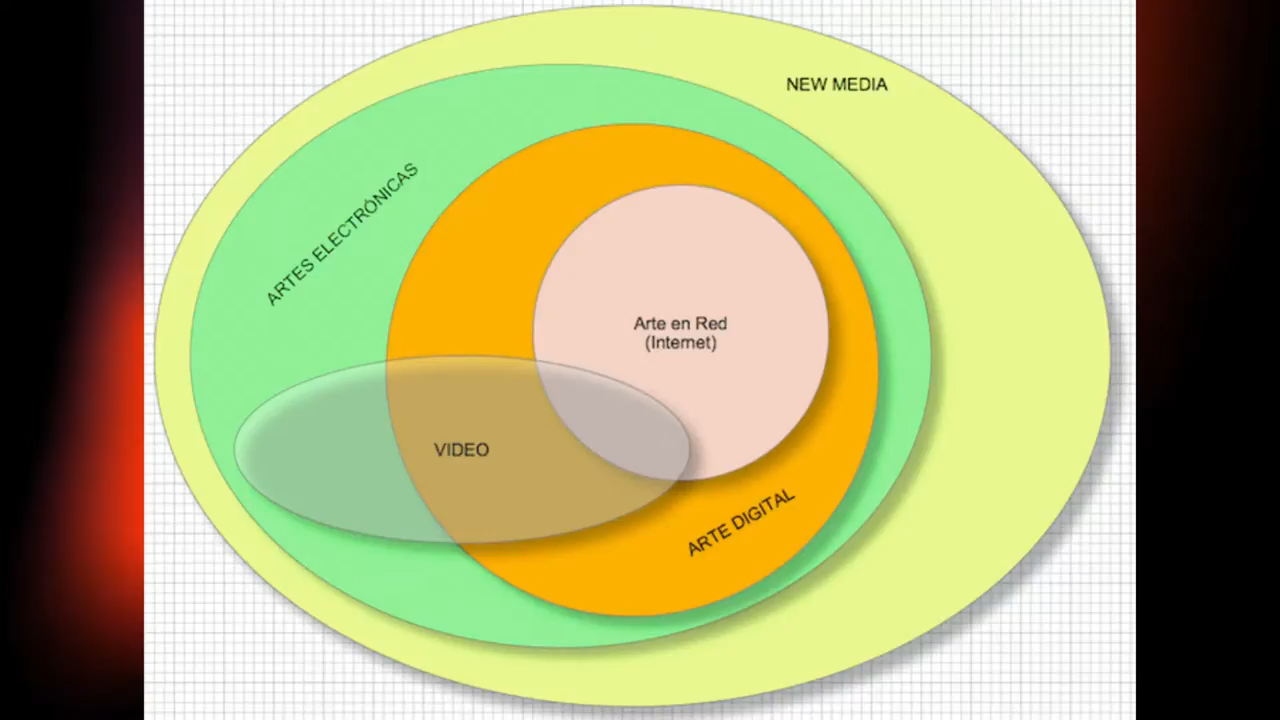 NEW MEDIA
ARTES ELECTRÓNICAS
Arte en Red
(Internet)
VIDEO
ARTE DIGITAL